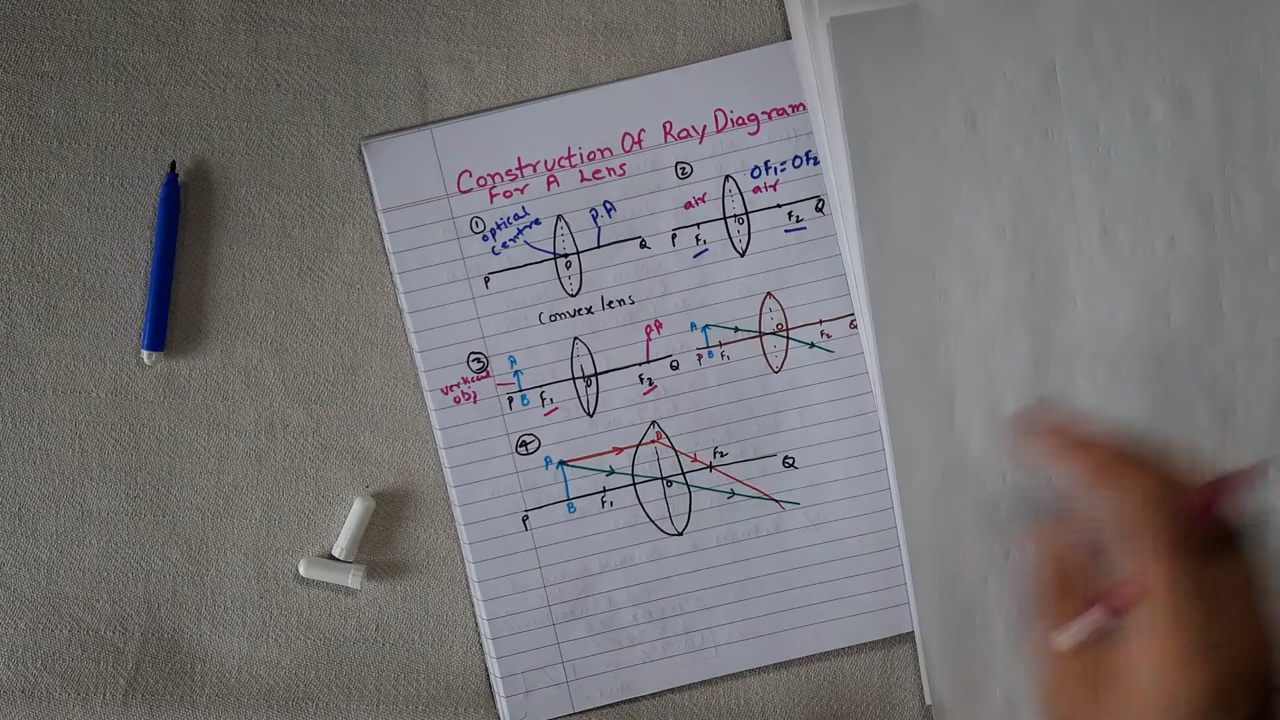 Construction Of Ray Diagram
For A Lens
① optical centre P.A P O Q
Convex lens
② air OF₁=OF₂ air P F₁ O F₂ Q
③ vertical obj A P B F₁ O F₂ PA Q
A P B F₁ O F₂ Q
④ A D P B F₁ O F₂ Q